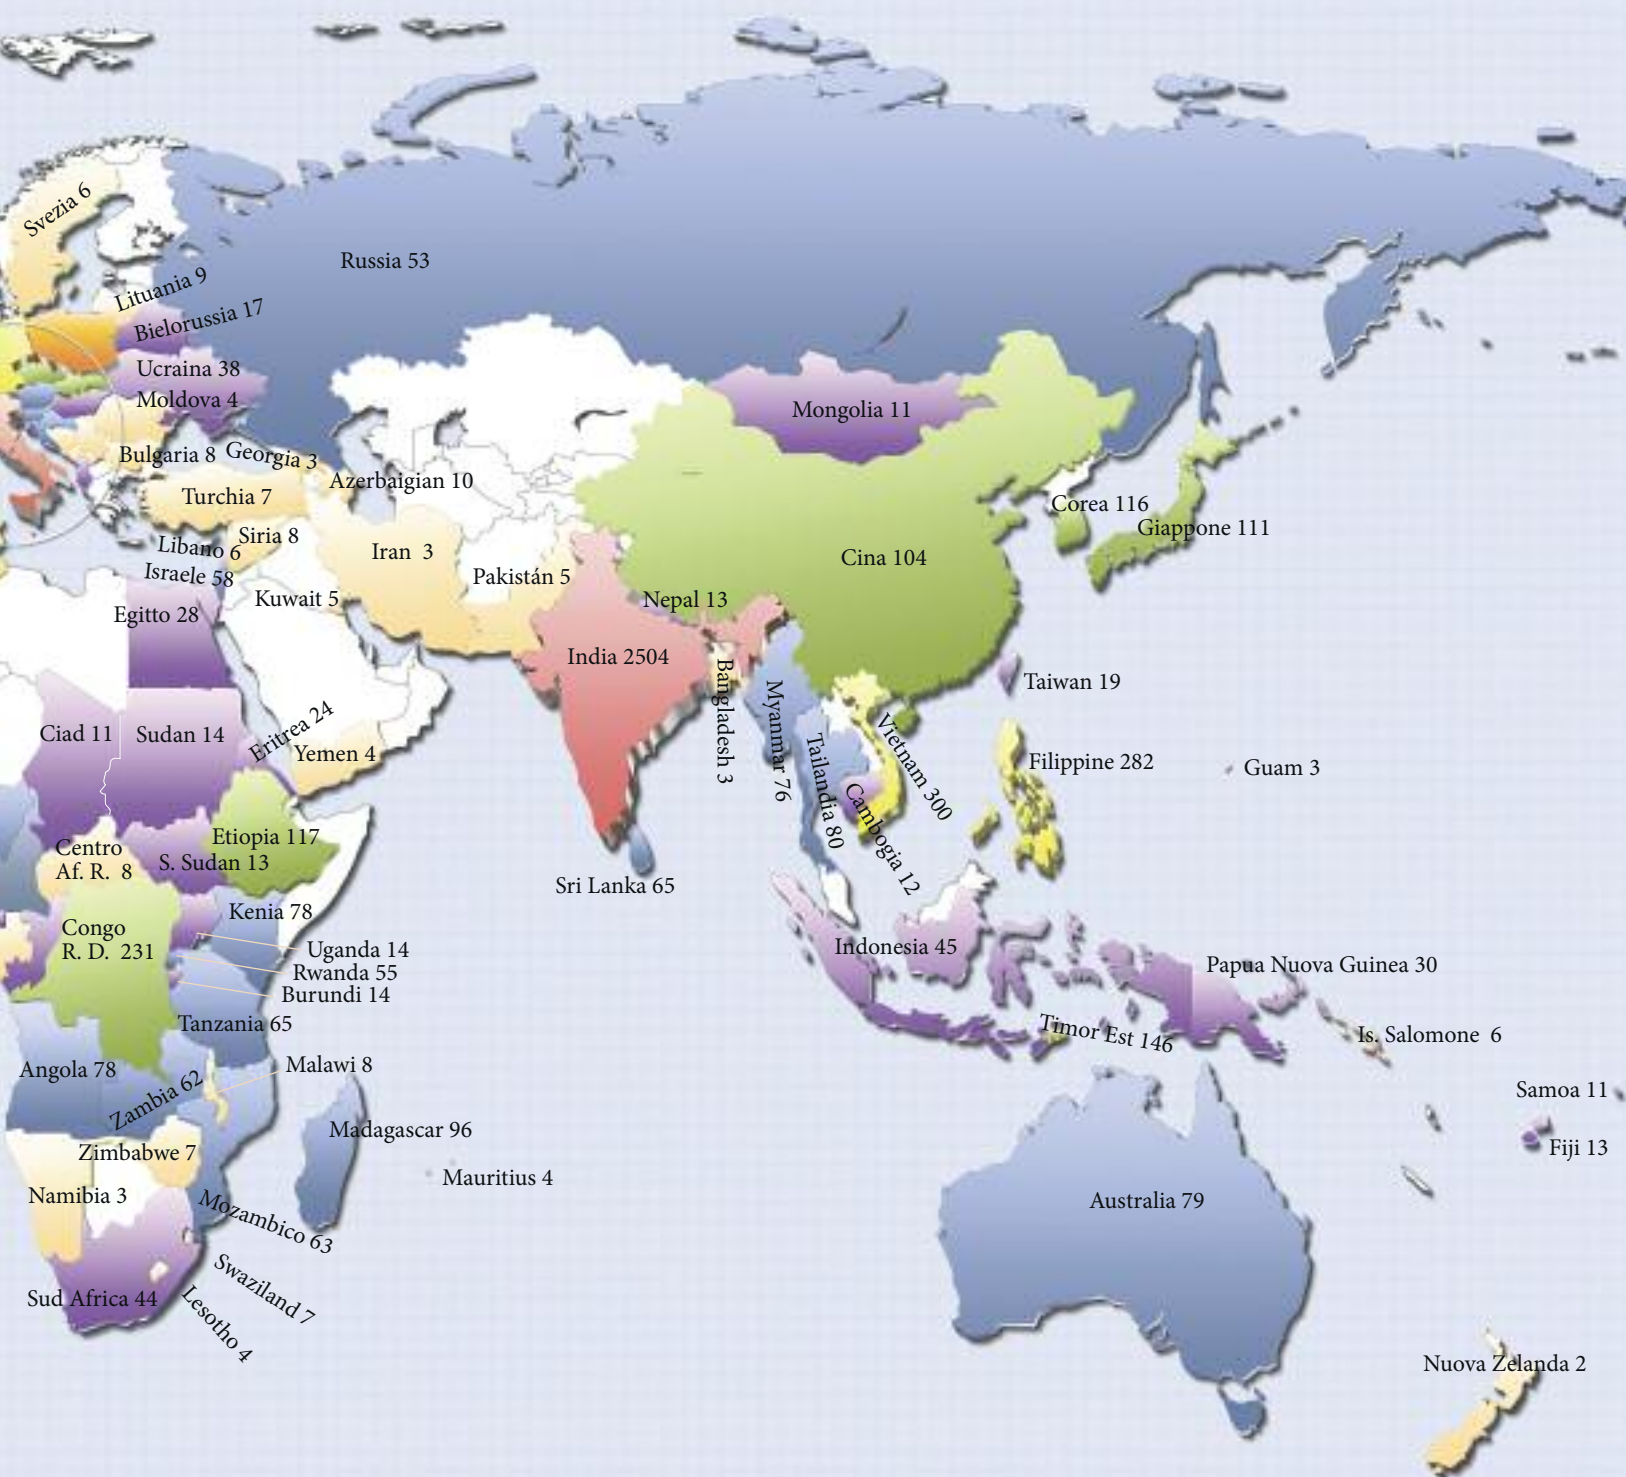 Svezia 6
Russia 53
Lituania 9
Bielorussia 17
Ucraina 38
Moldova 4
Mongolia 11
Bulgaria 8
Georgia 3
Azerbaigian 10
Turchia 7
Corea 116
Giappone 111
Siria 8
Libano 6
Iran 3
Cina 104
Israele 58
Pakistán 5
Kuwait 5
Nepal 13
Egitto 28
India 2504
Bangladesh 3
Myanmar 76
Taiwan 19
Ciad 11
Sudan 14
Eritrea 24
Yemen 4
Tailandia 80
Vietnam 300
Cambogia 12
Filippine 282
Guam 3
Etiopia 117
Centro
Af. R. 8
S. Sudan 13
Sri Lanka 65
Kenia 78
Congo
R. D. 231
Uganda 14
Rwanda 55
Burundi 14
Indonesia 45
Papua Nuova Guinea 30
Tanzania 65
Timor Est 146
Is. Salomone 6
Angola 78
Zambia 62
Malawi 8
Samoa 11
Madagascar 96
Fiji 13
Zimbabwe 7
Mauritius 4
Namibia 3
Mozambico 63
Australia 79
Swaziland 7
Sud Africa 44
Lesotho 4
Nuova Zelanda 2